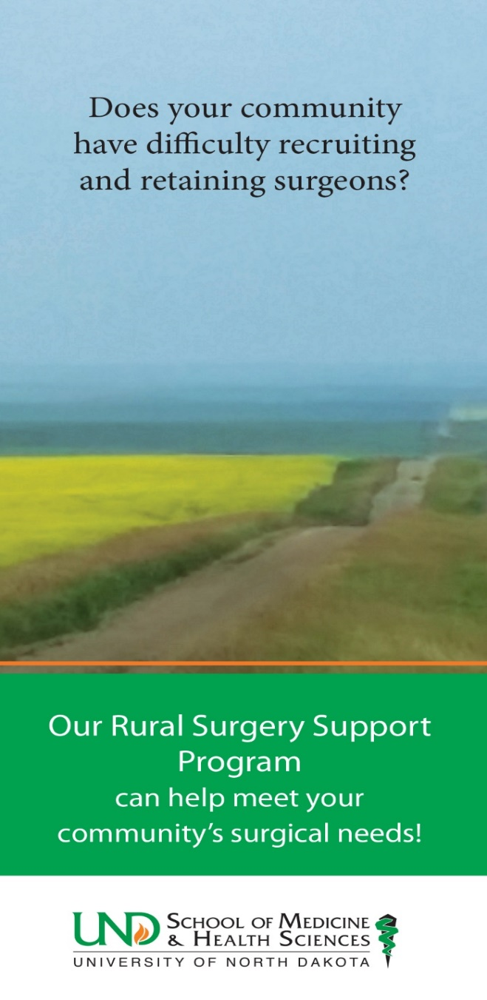 Does your community
have difficulty recruiting
and retaining surgeons?
Our Rural Surgery Support
Program
can help meet your
community’s surgical needs!
UND SCHOOL OF MEDICINE
& HEALTH SCIENCES
UNIVERSITY OF NORTH DAKOTA